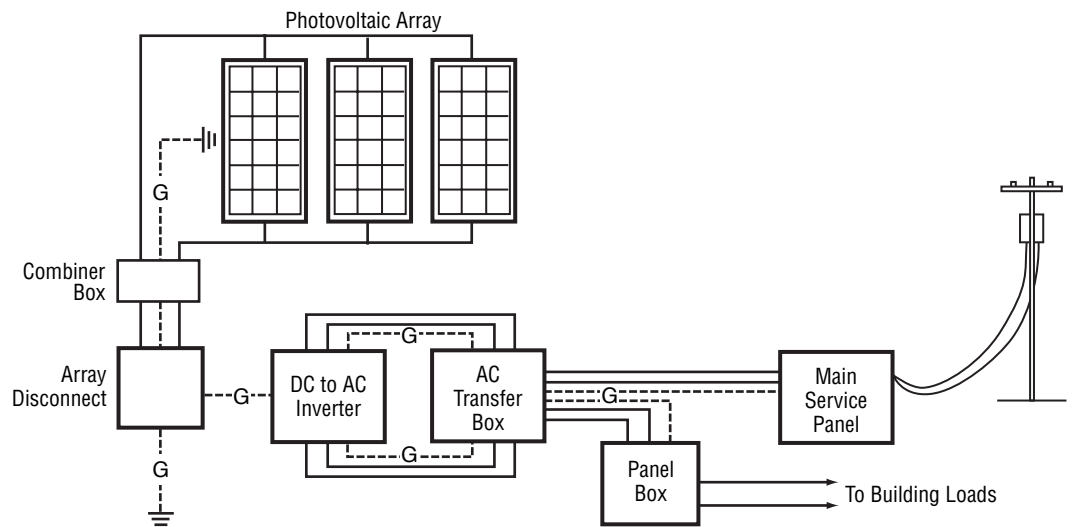 Photovoltaic Array
G
Combiner
Box
Array
Disconnect
G
G
DC to AC
Inverter
G
G
AC
Transfer
Box
G
Main
Service
Panel
Panel
Box
To Building Loads